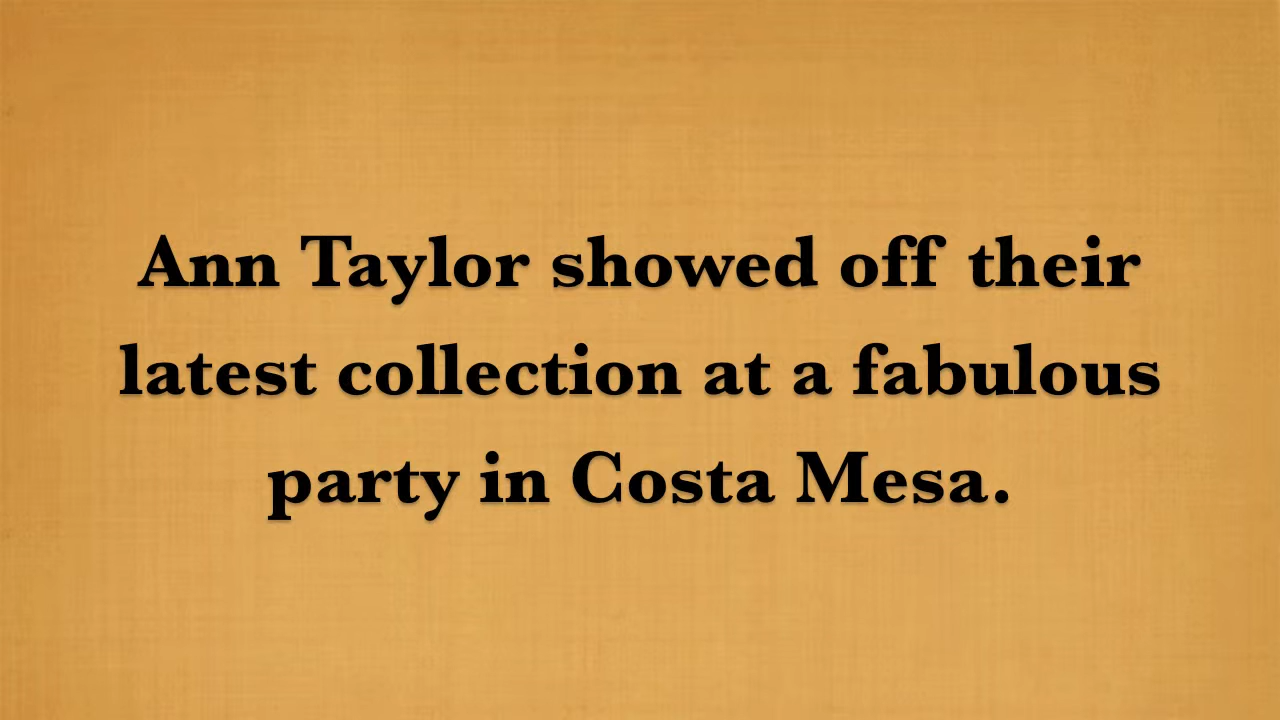 Ann Taylor showed off their
latest collection at a fabulous
party in Costa Mesa.